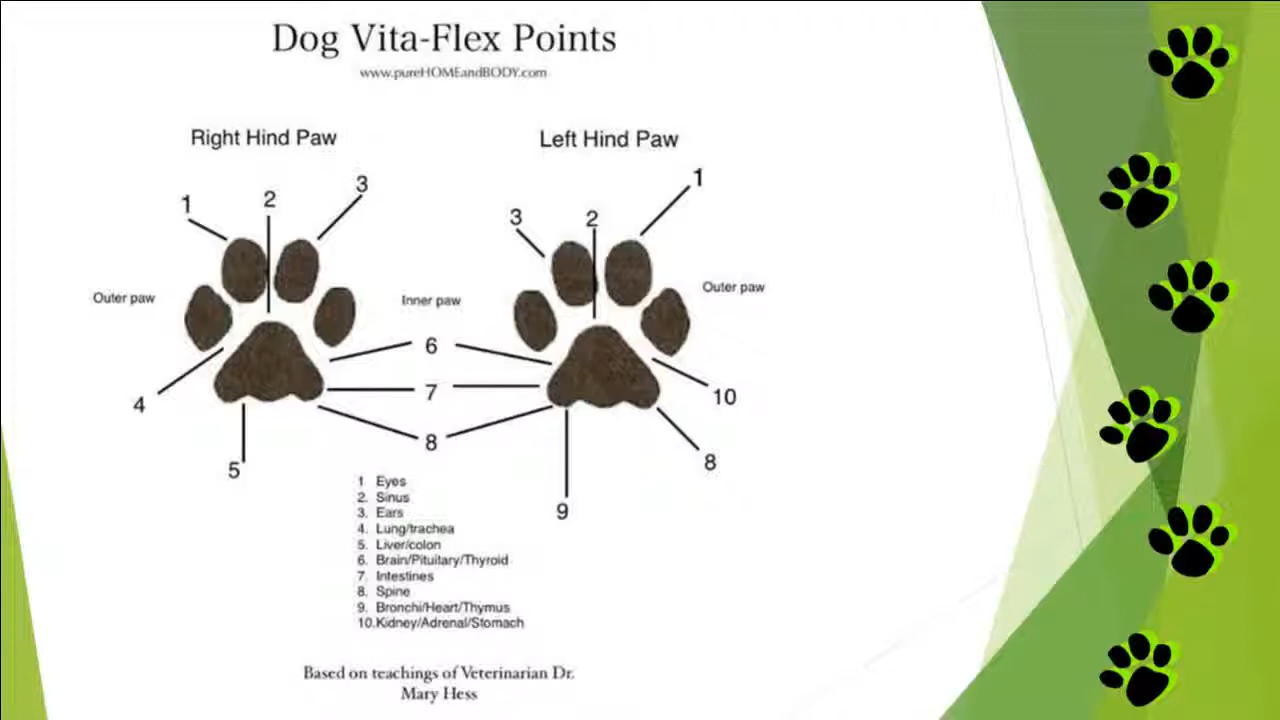 Dog Vita-Flex Points
www.pureHOMEandBODY.com
Right Hind Paw
Left Hind Paw
1
2
3
3
2
1
Outer paw
Inner paw
Outer paw
6
7
8
4
5
10
8
9
1 Eyes
2. Sinus
3. Ears
4. Lung/trachea
5. Liver/colon
6. Brain/Pituitary/Thyroid
7. Intestines
8. Spine
9. Bronchi/Heart/Thymus
10.Kidney/Adrenal/Stomach
Based on teachings of Veterinarian Dr.
Mary Hess